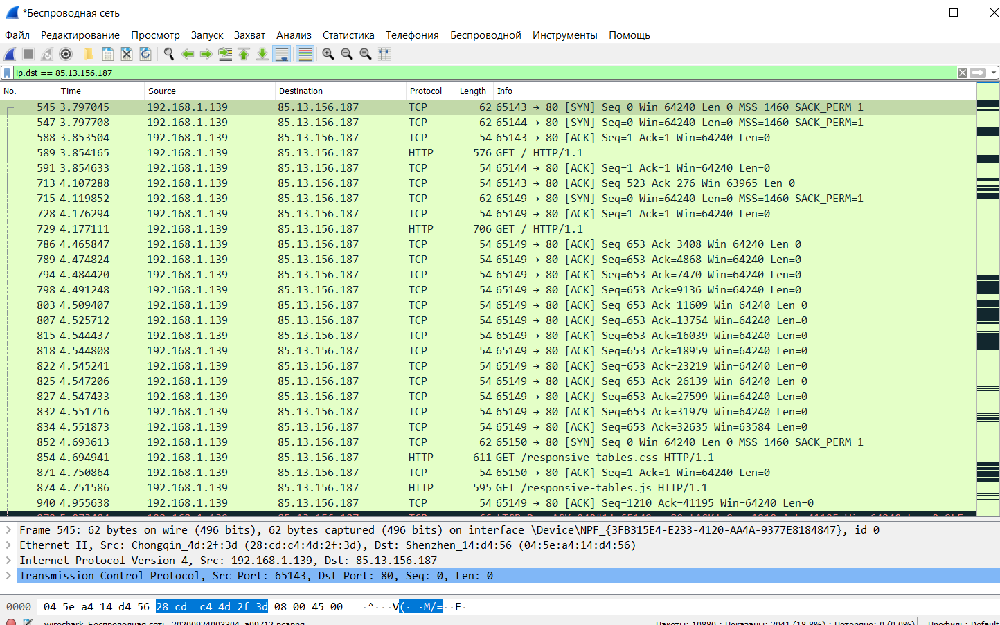 *Беспроводная сеть
Файл Редактирование Просмотр Запуск Захват Анализ Статистика Телефония Беспроводной Инструменты Помощь
ip.dst == 85.13.156.187
No. Time Source Destination Protocol Length Info
545 3.797045 192.168.1.139 85.13.156.187 TCP 62 65143 → 80 [SYN] Seq=0 Win=64240 Len=0 MSS=1460 SACK_PERM=1
547 3.797708 192.168.1.139 85.13.156.187 TCP 62 65144 → 80 [SYN] Seq=0 Win=64240 Len=0 MSS=1460 SACK_PERM=1
588 3.853504 192.168.1.139 85.13.156.187 TCP 54 65143 → 80 [ACK] Seq=1 Ack=1 Win=64240 Len=0
589 3.854165 192.168.1.139 85.13.156.187 HTTP 576 GET / HTTP/1.1
591 3.854633 192.168.1.139 85.13.156.187 TCP 54 65144 → 80 [ACK] Seq=1 Ack=1 Win=64240 Len=0
713 4.107288 192.168.1.139 85.13.156.187 TCP 54 65143 → 80 [ACK] Seq=523 Ack=276 Win=63965 Len=0
715 4.119852 192.168.1.139 85.13.156.187 TCP 62 65149 → 80 [SYN] Seq=0 Win=64240 Len=0 MSS=1460 SACK_PERM=1
728 4.176294 192.168.1.139 85.13.156.187 TCP 54 65149 → 80 [ACK] Seq=1 Ack=1 Win=64240 Len=0
729 4.177111 192.168.1.139 85.13.156.187 HTTP 706 GET / HTTP/1.1
786 4.465847 192.168.1.139 85.13.156.187 TCP 54 65149 → 80 [ACK] Seq=653 Ack=3408 Win=64240 Len=0
789 4.474824 192.168.1.139 85.13.156.187 TCP 54 65149 → 80 [ACK] Seq=653 Ack=4868 Win=64240 Len=0
794 4.484420 192.168.1.139 85.13.156.187 TCP 54 65149 → 80 [ACK] Seq=653 Ack=7470 Win=64240 Len=0
798 4.491248 192.168.1.139 85.13.156.187 TCP 54 65149 → 80 [ACK] Seq=653 Ack=9136 Win=64240 Len=0
803 4.509407 192.168.1.139 85.13.156.187 TCP 54 65149 → 80 [ACK] Seq=653 Ack=11609 Win=64240 Len=0
807 4.525712 192.168.1.139 85.13.156.187 TCP 54 65149 → 80 [ACK] Seq=653 Ack=13754 Win=64240 Len=0
815 4.544437 192.168.1.139 85.13.156.187 TCP 54 65149 → 80 [ACK] Seq=653 Ack=16039 Win=64240 Len=0
818 4.544808 192.168.1.139 85.13.156.187 TCP 54 65149 → 80 [ACK] Seq=653 Ack=18959 Win=64240 Len=0
822 4.545241 192.168.1.139 85.13.156.187 TCP 54 65149 → 80 [ACK] Seq=653 Ack=23219 Win=64240 Len=0
825 4.547206 192.168.1.139 85.13.156.187 TCP 54 65149 → 80 [ACK] Seq=653 Ack=26139 Win=64240 Len=0
827 4.547433 192.168.1.139 85.13.156.187 TCP 54 65149 → 80 [ACK] Seq=653 Ack=27599 Win=64240 Len=0
832 4.551716 192.168.1.139 85.13.156.187 TCP 54 65149 → 80 [ACK] Seq=653 Ack=31979 Win=64240 Len=0
834 4.551873 192.168.1.139 85.13.156.187 TCP 54 65149 → 80 [ACK] Seq=653 Ack=32635 Win=63584 Len=0
852 4.693613 192.168.1.139 85.13.156.187 TCP 62 65150 → 80 [SYN] Seq=0 Win=64240 Len=0 MSS=1460 SACK_PERM=1
854 4.694941 192.168.1.139 85.13.156.187 HTTP 611 GET /responsive-tables.css HTTP/1.1
871 4.750864 192.168.1.139 85.13.156.187 TCP 54 65150 → 80 [ACK] Seq=1 Ack=1 Win=64240 Len=0
874 4.751586 192.168.1.139 85.13.156.187 HTTP 595 GET /responsive-tables.js HTTP/1.1
940 4.955638 192.168.1.139 85.13.156.187 TCP 54 65149 → 80 [ACK] Seq=1210 Ack=41195 Win=64240 Len=0
Frame 545: 62 bytes on wire (496 bits), 62 bytes captured (496 bits) on interface \Device\NPF_{3FB315E4-E233-4120-AA4A-9377E8184847}, id 0
Ethernet II, Src: Chongqin_4d:2f:3d (28:cd:c4:4d:2f:3d), Dst: Shenzhen_14:d4:56 (04:5e:a4:14:d4:56)
Internet Protocol Version 4, Src: 192.168.1.139, Dst: 85.13.156.187
Transmission Control Protocol, Src Port: 65143, Dst Port: 80, Seq: 0, Len: 0
0000 04 5e a4 14 d4 56 28 cd c4 4d 2f 3d 08 00 45 00 ·^···V(· ·M/=··E·